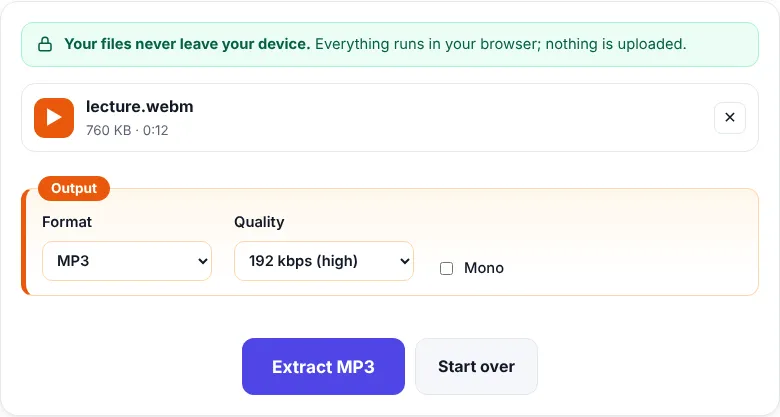 Your files never leave your device. Everything runs in your browser; nothing is uploaded.
lecture.webm
760 KB · 0:12
Output
Format
Quality
MP3
192 kbps (high)
Mono
Extract MP3
Start over